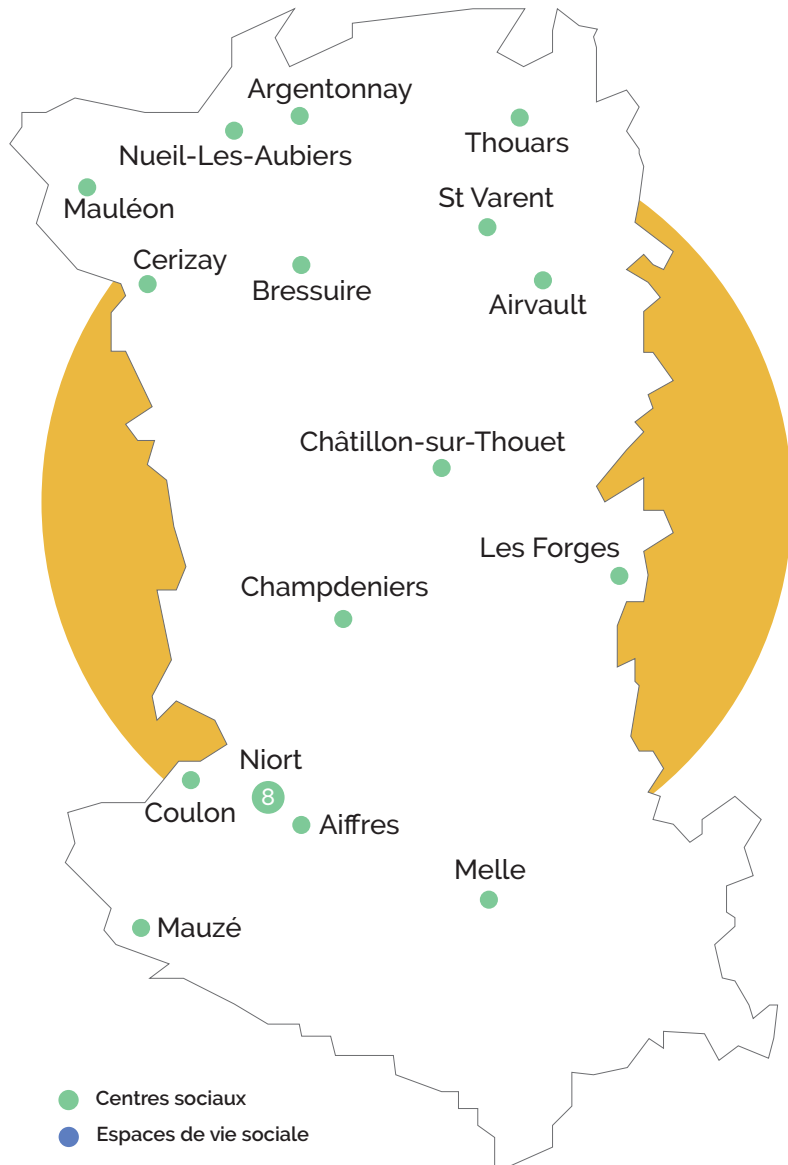 Argentonnay
Thouars
Nueil-Les-Aubiers
St Varent
Mauléon
Cerizay
Bressuire
Airvault
Châtillon-sur-Thouet
Les Forges
Champdeniers
Niort
8
Coulon
Aiffres
Melle
Mauzé
Centres sociaux
Espaces de vie sociale